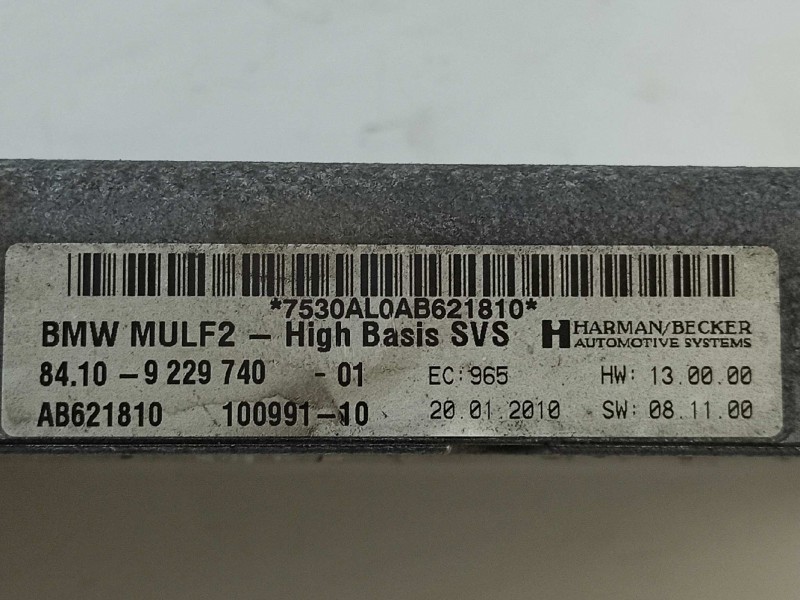 *7530AL0AB621810*
BMW MULF2 - High Basis SVS
HARMAN/BECKER
AUTOMOTIVE SYSTEMS
84.10 - 9 229 740 - 01 EC: 965 HW: 13.00.00
AB621810 100991-10 20.01.2010 SW: 08.11.00